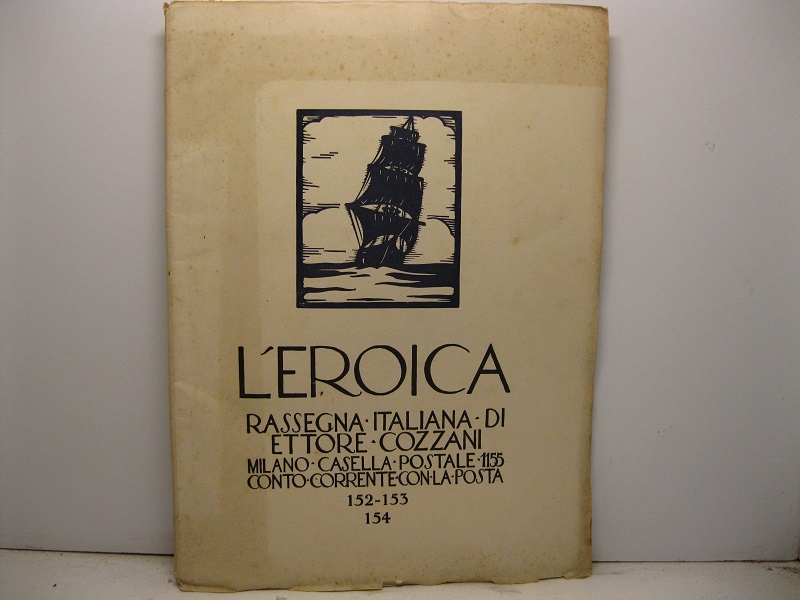 L'EROICA
RASSEGNA · ITALIANA · DI
ETTORE · COZZANI
MILANO · CASELLA · POSTALE · 1155
CONTO · CORRENTE · CON · LA · POSTA
152-153
154